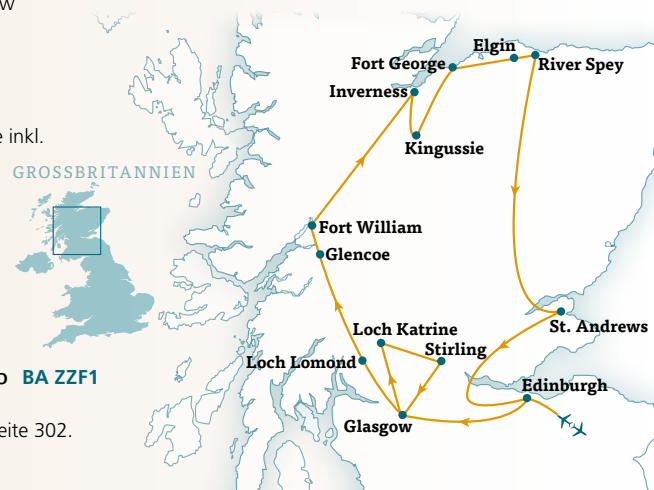 w
e inkl.
GROSSBRITANNIEN
BA ZZF1
eite 302.
Elgin
Fort George
River Spey
Inverness
Kingussie
Fort William
Glencoe
St. Andrews
Loch Katrine
Stirling
Loch Lomond
Edinburgh
Glasgow